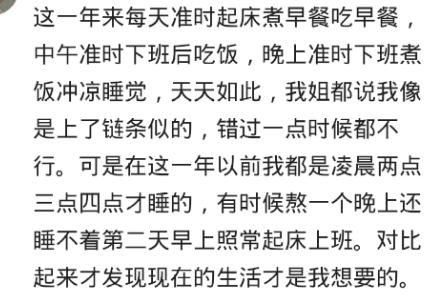 这一年来每天准时起床煮早餐吃早餐，
中午准时下班后吃饭，晚上准时下班煮
饭冲凉睡觉，天天如此，我姐都说我像
是上了链条似的，错过一点时候都不
行。可是在这一年以前我都是凌晨两点
三点四点才睡的，有时候熬一个晚上还
睡不着第二天早上照常起床上班。对比
起来才发现现在的生活才是我想要的。